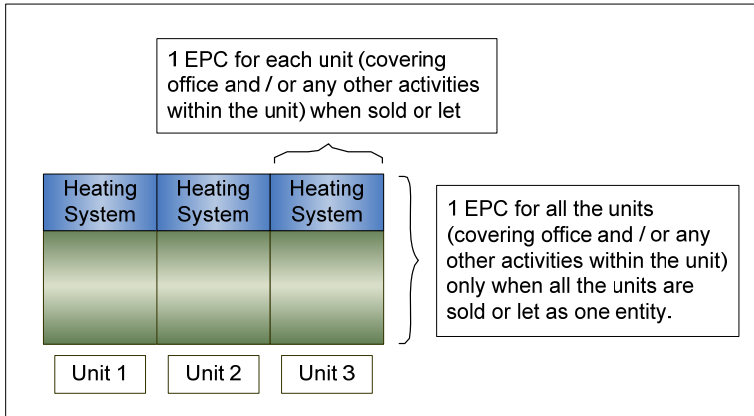 1 EPC for each unit (covering
office and / or any other activities
within the unit) when sold or let
Heating
System
Heating
System
Heating
System
1 EPC for all the units
(covering office and / or any
other activities within the unit)
only when all the units are
sold or let as one entity.
Unit 1
Unit 2
Unit 3